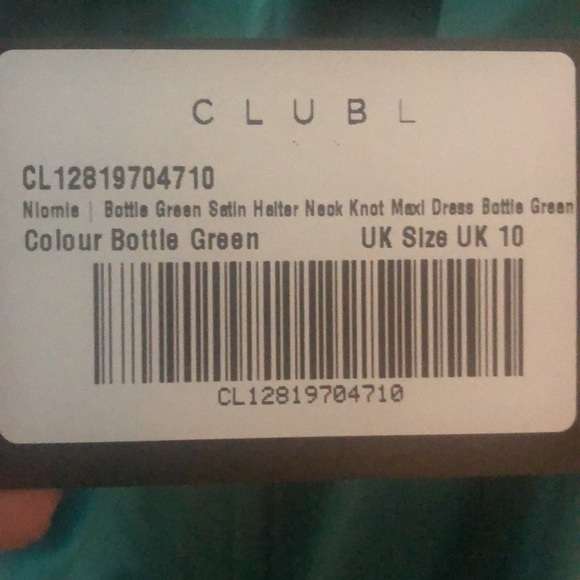 CLUB L
CL12819704710
Niomie | Bottle Green Satin Halter Neck Knot Maxi Dress Bottle Green
Colour Bottle Green UK Size UK 10
CL12819704710